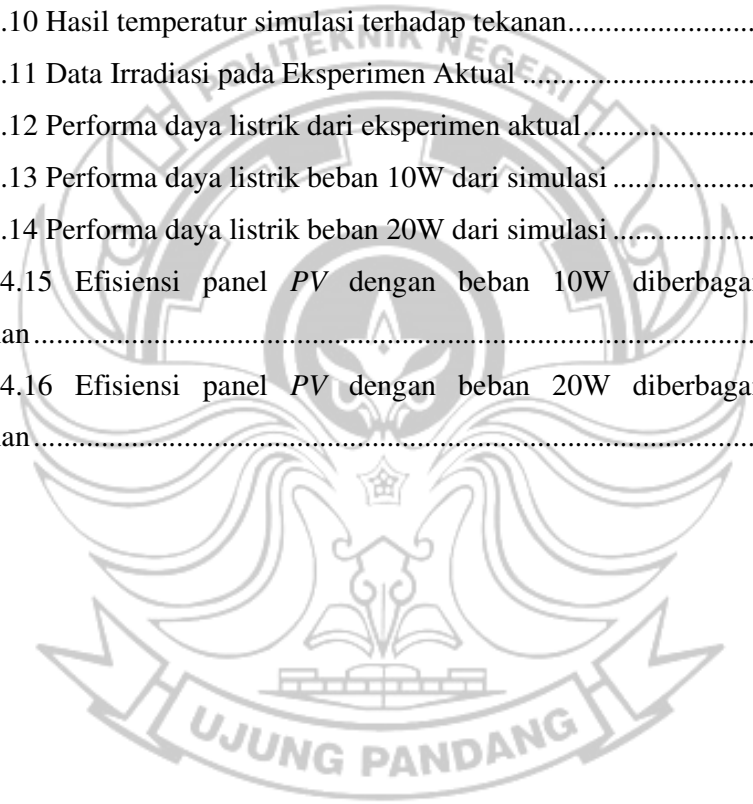 .10 Hasil temperatur simulasi terhadap tekanan........................
POLITEKNIK NEGERI
.11 Data Irradiasi pada Eksperimen Aktual ..............................
.12 Performa daya listrik dari eksperimen aktual......................
.13 Performa daya listrik beban 10W dari simulasi ..................
.14 Performa daya listrik beban 20W dari simulasi ..................
4.15 Efisiensi panel PV dengan beban 10W diberbaga
an..............................................................................................
4.16 Efisiensi panel PV dengan beban 20W diberbaga
an..............................................................................................
UJUNG PANDANG